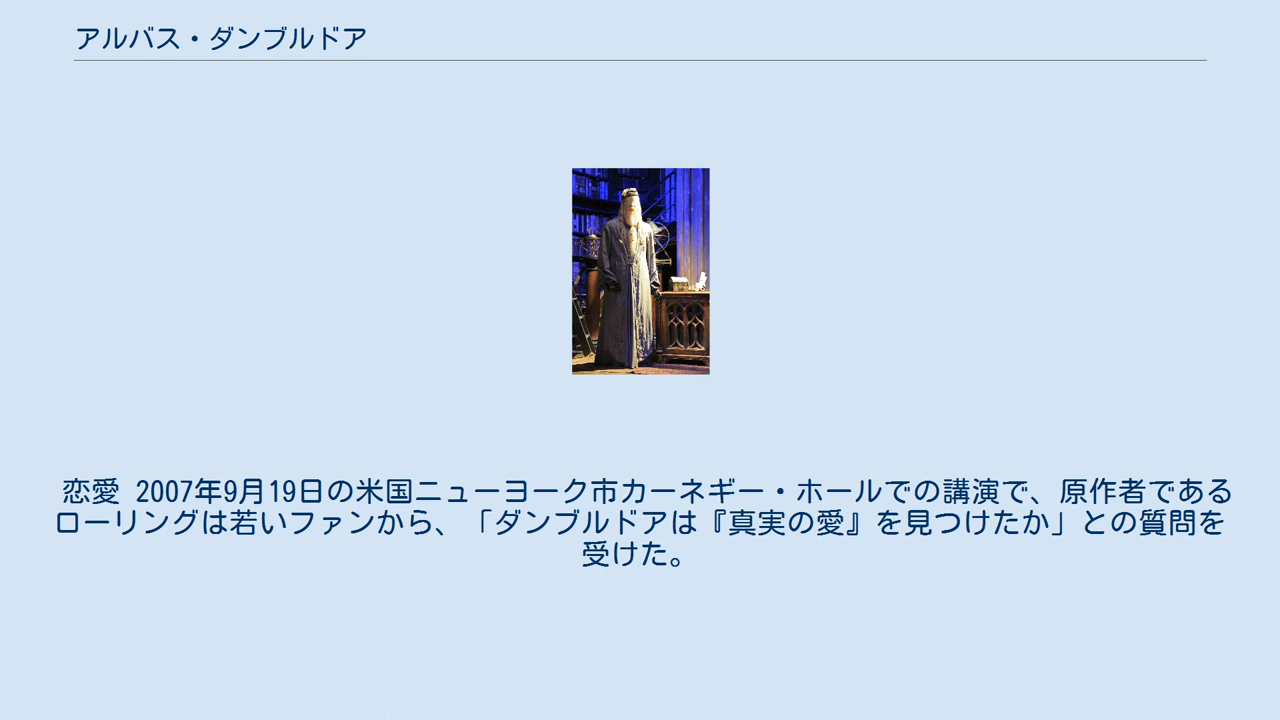 アルバス・ダンブルドア
恋愛 2007年9月19日の米国ニューヨーク市カーネギー・ホールでの講演で、原作者である
ローリングは若いファンから、「ダンブルドアは『真実の愛』を見つけたか」との質問を
受けた。